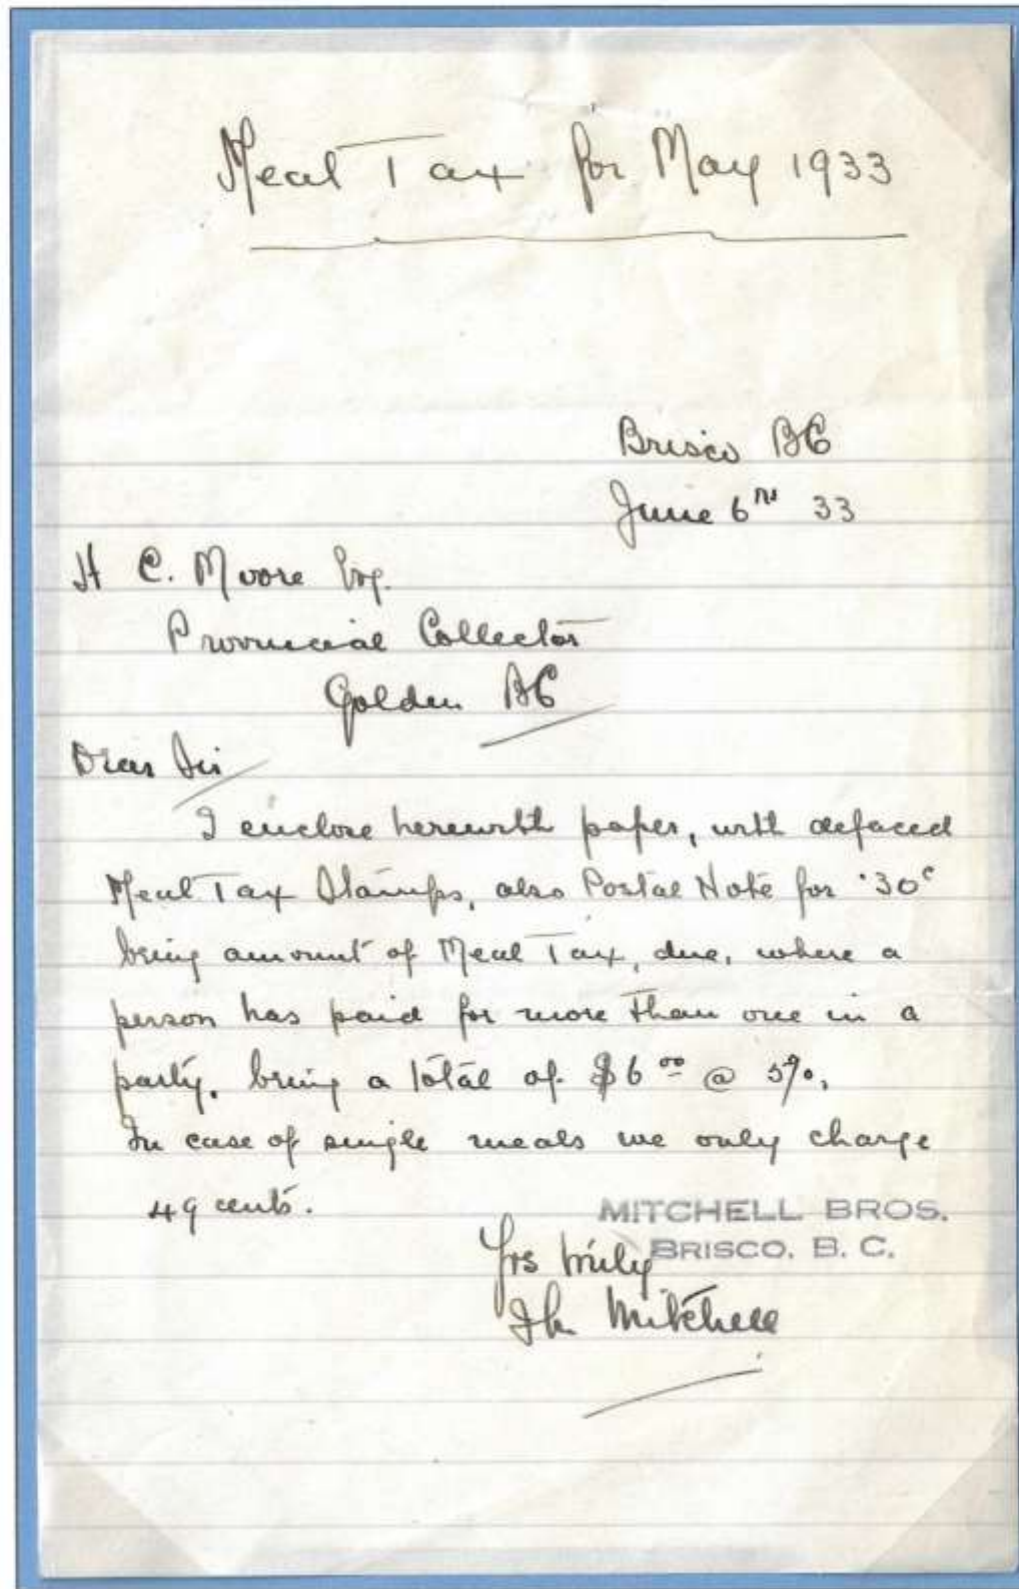 Meal Tax for May 1933
Brisco BC
June 6th 33
H C. Moore Esq.
Provincial Collector
Golden BC
Dear Sir
I enclose herewith paper, with defaced
Meal Tax Stamps, also Postal Note for .30c
being amount of Meal Tax, due, where a
person has paid for more than one in a
party. being a total of $6.00 @ 5%.
In case of single meals we only charge
49 cents.
MITCHELL BROS.
BRISCO. B. C.
Yrs truly
Mitchell